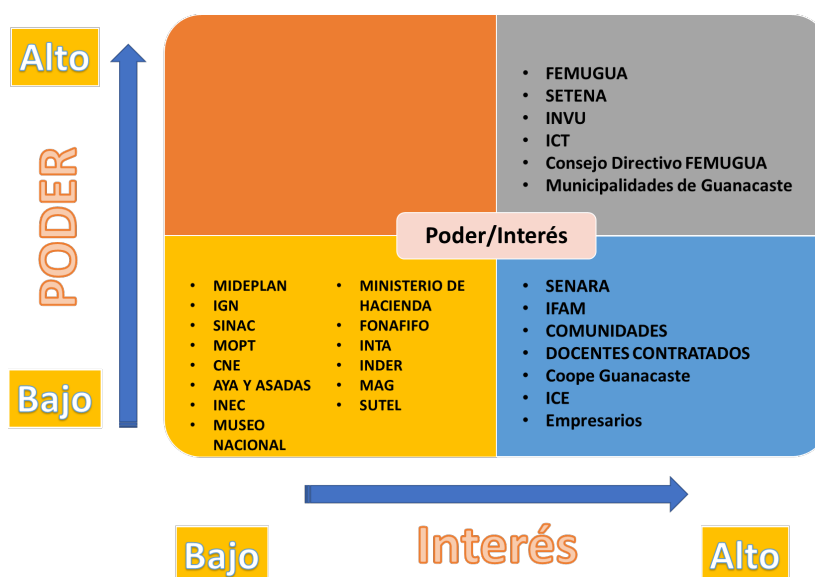 Alto
PODER
Bajo
• FEMUGUA
• SETENA
• INVU
• ICT
• Consejo Directivo FEMUGUA
• Municipalidades de Guanacaste
Poder/Interés
• MIDEPLAN
• IGN
• SINAC
• MOPT
• CNE
• AYA Y ASADAS
• INEC
• MUSEO
NACIONAL
• MINISTERIO DE
HACIENDA
• FONAFIFO
• INTA
• INDER
• MAG
• SUTEL
• SENARA
• IFAM
• COMUNIDADES
• DOCENTES CONTRATADOS
• Coope Guanacaste
• ICE
• Empresarios
Bajo
Interés
Alto